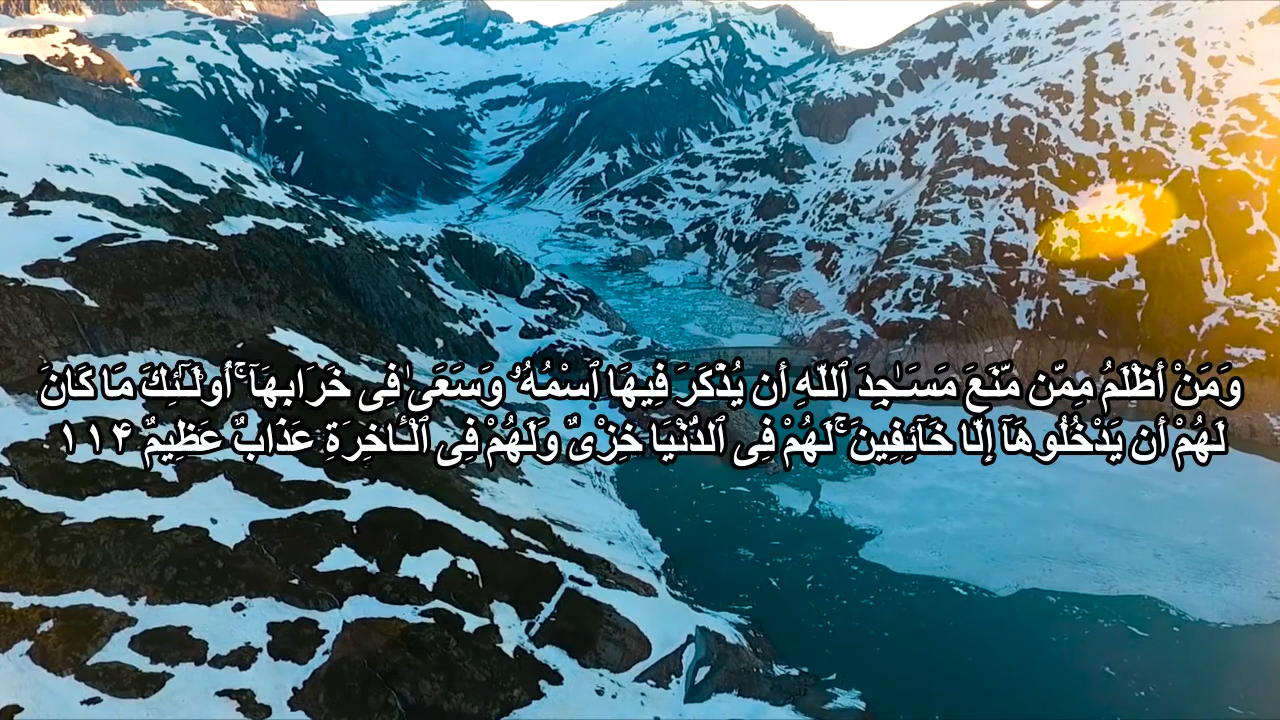 وَمَنْ أَظْلَمُ مِمَّن مَّنَعَ مَسَـٰجِدَ ٱللَّهِ أَن يُذْكَرَ فِيهَا ٱسْمُهُۥ وَسَعَىٰ فِى خَرَابِهَآ ۚ أُو۟لَـٰٓئِكَ مَا كَانَ
لَهُمْ أَن يَدْخُلُوهَآ إِلَّا خَآئِفِينَ ۚ لَهُمْ فِى ٱلدُّنْيَا خِزْىٌ وَلَهُمْ فِى ٱلْـَٔاخِرَةِ عَذَابٌ عَظِيمٌ ١١٤